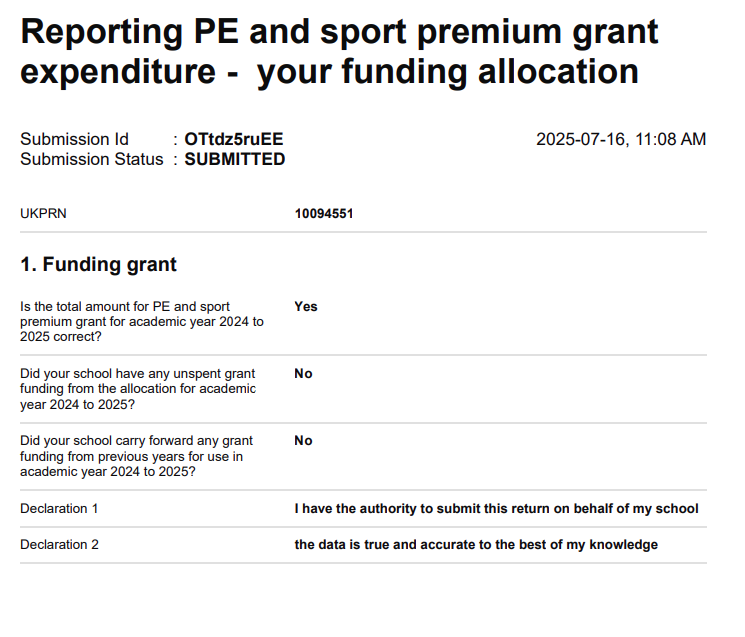 Reporting PE and sport premium grant
expenditure -  your funding allocation
Submission Id : OTtdz5ruEE 2025-07-16, 11:08 AM
Submission Status : SUBMITTED
UKPRN 10094551
1. Funding grant
Is the total amount for PE and sport Yes
premium grant for academic year 2024 to
2025 correct?
Did your school have any unspent grant No
funding from the allocation for academic
year 2024 to 2025?
Did your school carry forward any grant No
funding from previous years for use in
academic year 2024 to 2025?
Declaration 1 I have the authority to submit this return on behalf of my school
Declaration 2 the data is true and accurate to the best of my knowledge